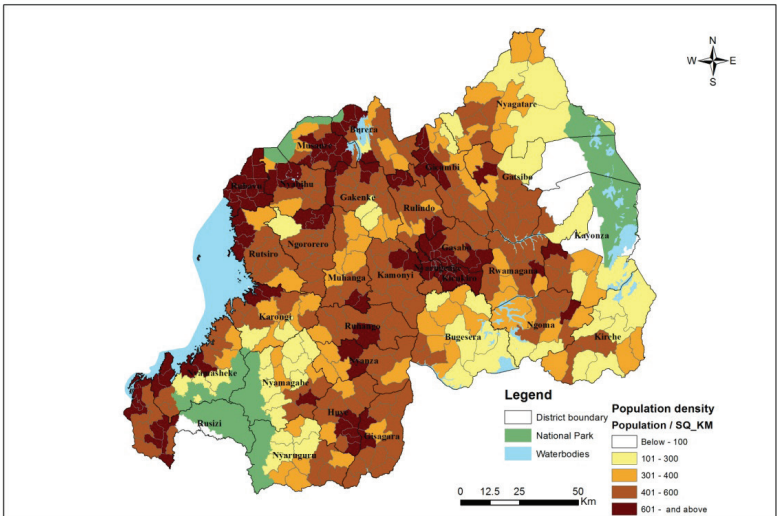 N
W E
S
Nyagatare
Burera
Musanze
Gicumbi
Rubavu
Nyabihu
Gatsibo
Gakenke
Rulindo
Kayonza
Gasabo
Ngororero
Rutsiro
Rwamagana
Muhanga
Kamonyi
Karongi
Ngoma
Ruhango
Bugesera
Kirehe
Nyanza
Nyamasheke
Nyamagabe
Huye
Rusizi
Gisagara
Nyaruguru
Legend
District boundary
National Park
Waterbodies
Population density
Population / SQ_KM
Below - 100
101 - 300
301 - 400
401 - 600
601 - and above
0 12.5 25 50
Km